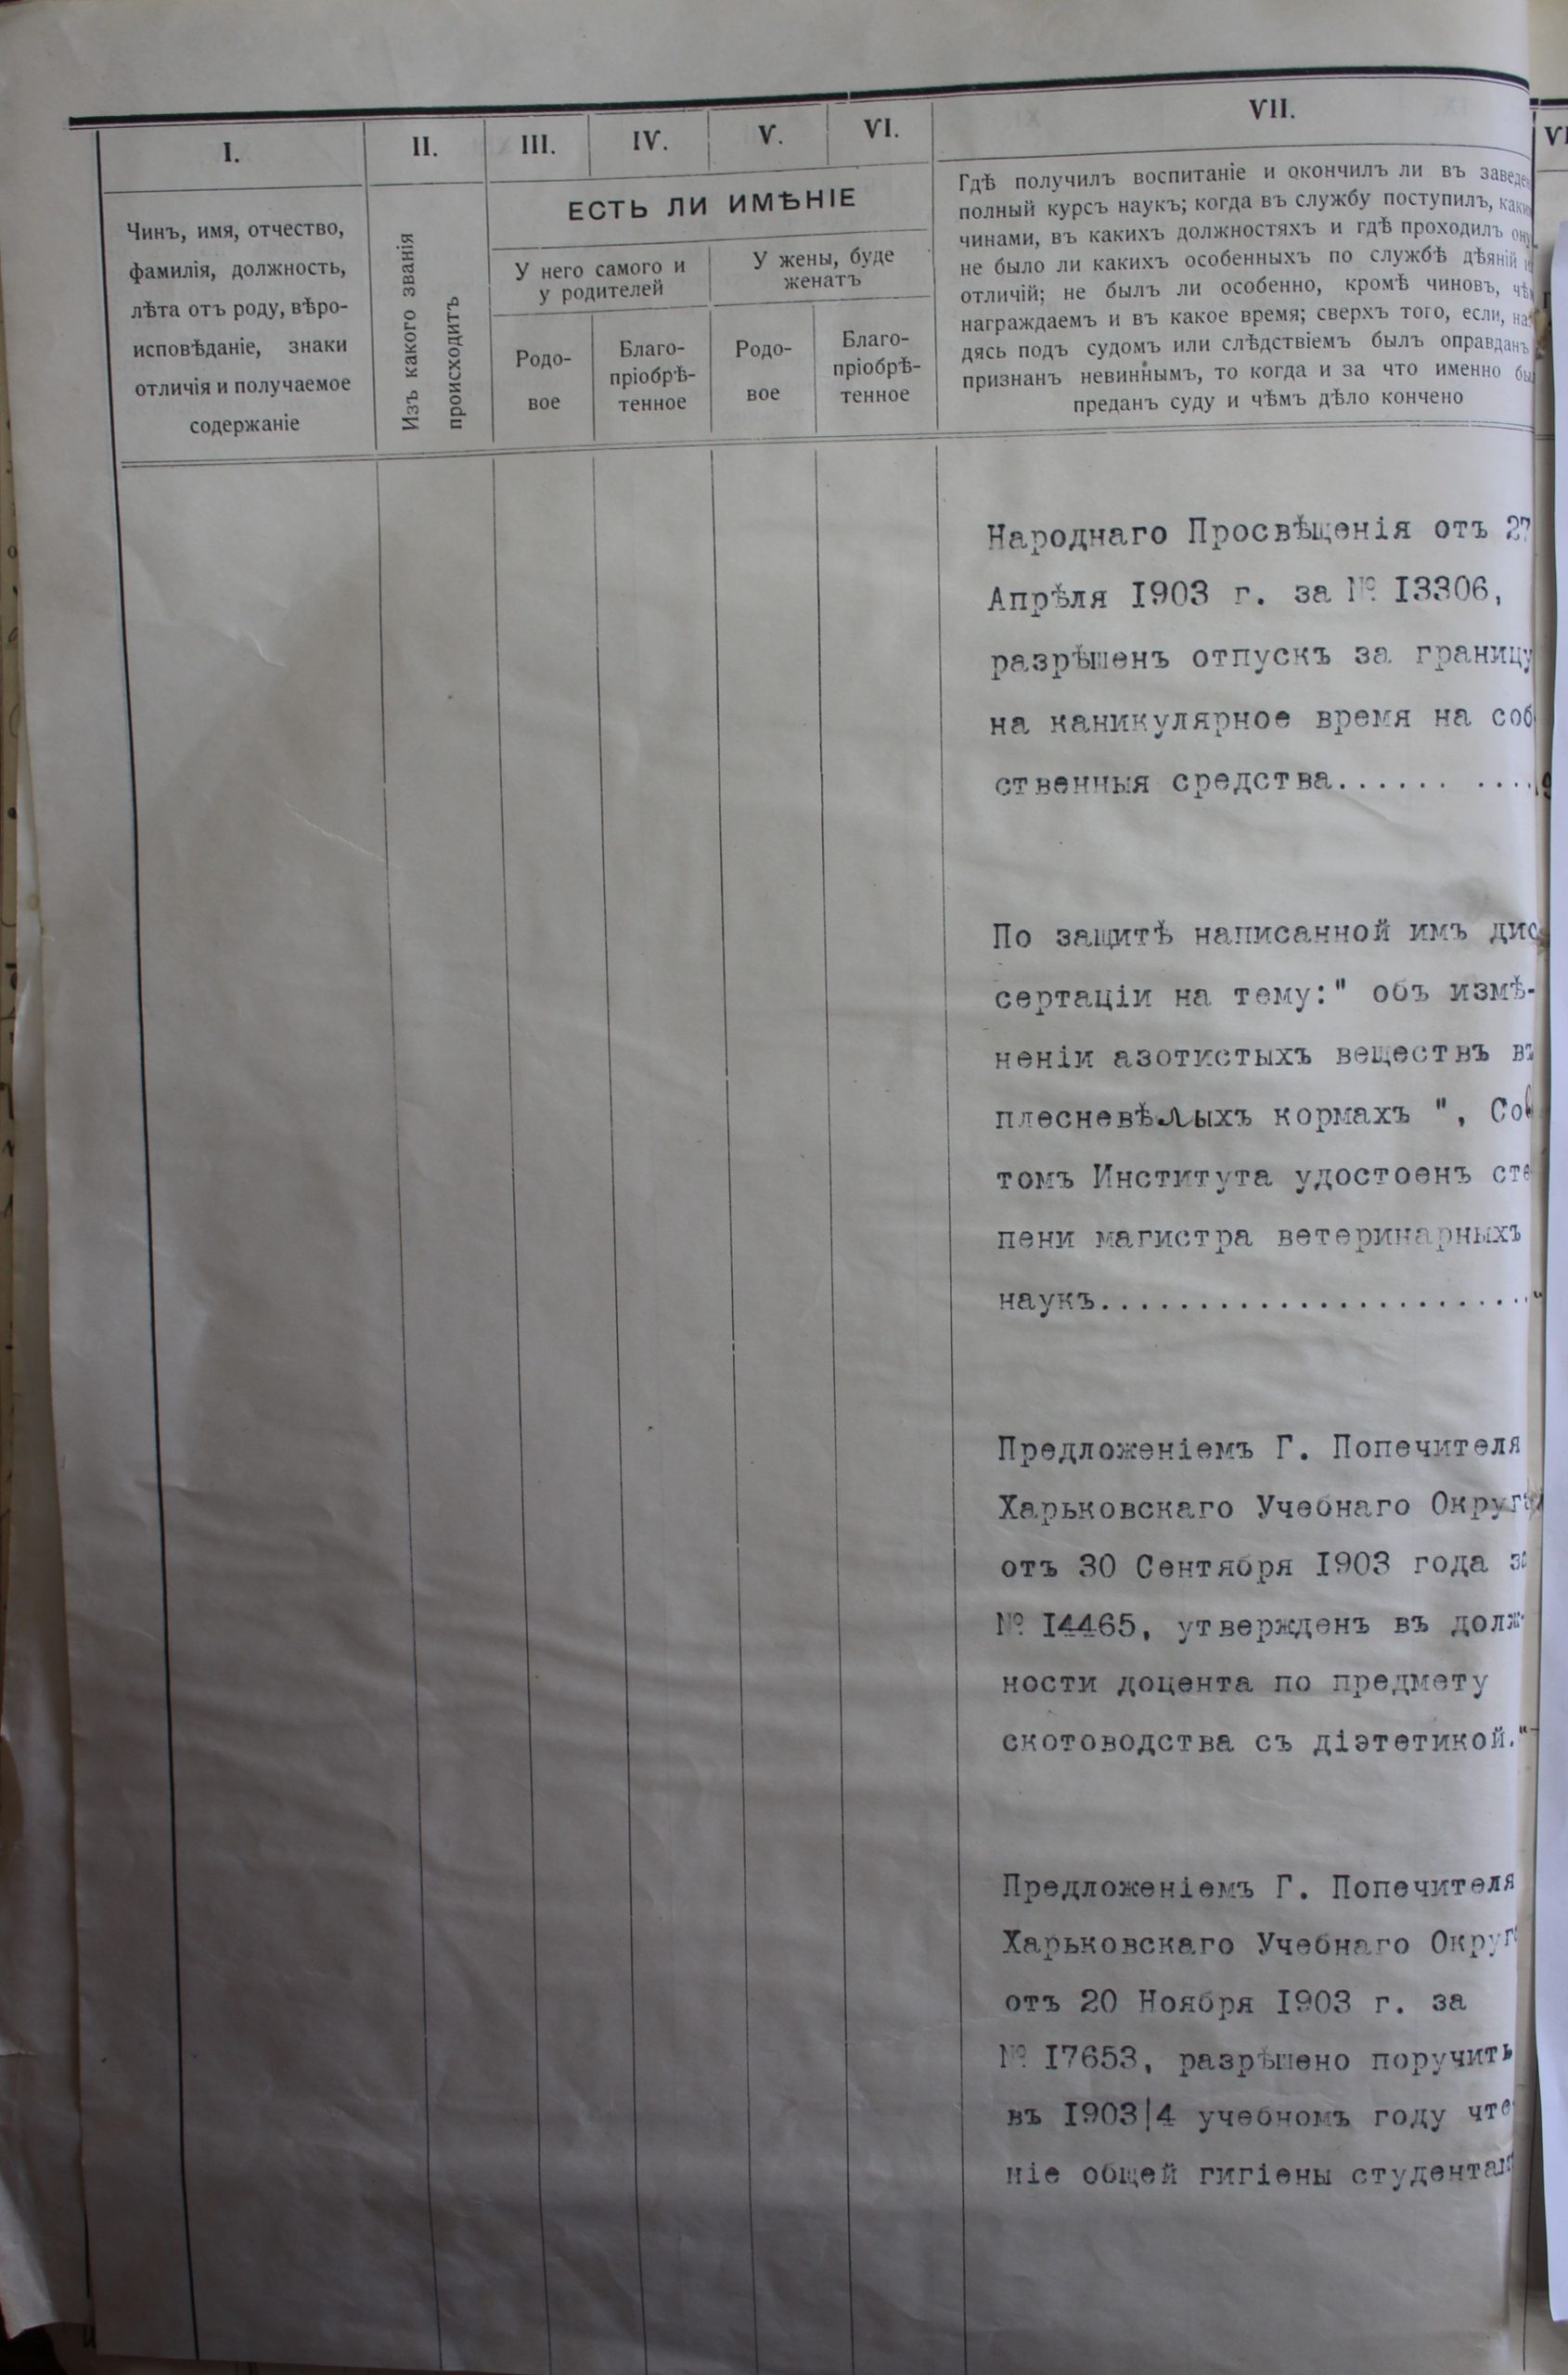 I.
II.
III.
IV.
V.
VI.
VII.
Чинъ, имя, отчество,
фамилія, должность,
лѣта отъ роду, вѣро-
исповѣданіе, знаки
отличія и получаемое
содержаніе
Изъ какого званія
происходитъ
ЕСТЬ ЛИ ИМѢНІЕ
У него самого и
у родителей
У жены, буде
женатъ
Родо-
вое
Благо-
пріобрѣ-
тенное
Родо-
вое
Благо-
пріобрѣ-
тенное
Гдѣ получилъ воспитаніе и окончилъ ли въ заведен
полный курсъ наукъ; когда въ службу поступилъ, каки
чинами, въ какихъ должностяхъ и гдѣ проходилъ ону
не было ли какихъ особенныхъ по службѣ дѣяній и
отличій; не былъ ли особенно, кромѣ чиновъ, чѣ
награждаемъ и въ какое время; сверхъ того, если, на
дясь подъ судомъ или слѣдствіемъ былъ оправданъ
признанъ невиннымъ, то когда и за что именно бы
преданъ суду и чѣмъ дѣло кончено
Народнаго Просвѣщенія отъ 27
Апрѣля 1903 г. за № 13306,
разрѣшенъ отпускъ за границу
на каникулярное время на соб
ственныя средства...... ....
По защитѣ написанной имъ дис
сертаціи на тему:" объ измѣ-
неніи азотистыхъ веществъ въ
плесневѣлыхъ кормахъ ", Сов
томъ Института удостоенъ сте
пени магистра ветеринарныхъ
наукъ.......................
Предложеніемъ Г. Попечителя
Харьковскаго Учебнаго Округа
отъ 30 Сентября 1903 года за
№ 14465, утвержденъ въ долж
ности доцента по предмету
скотоводства съ діэтетикой."
Предложеніемъ Г. Попечителя
Харьковскаго Учебнаго Округ
отъ 20 Ноября 1903 г. за
№ 17653, разрѣшено поручить
въ 1903|4 учебномъ году чте
ніе общей гигіены студентам